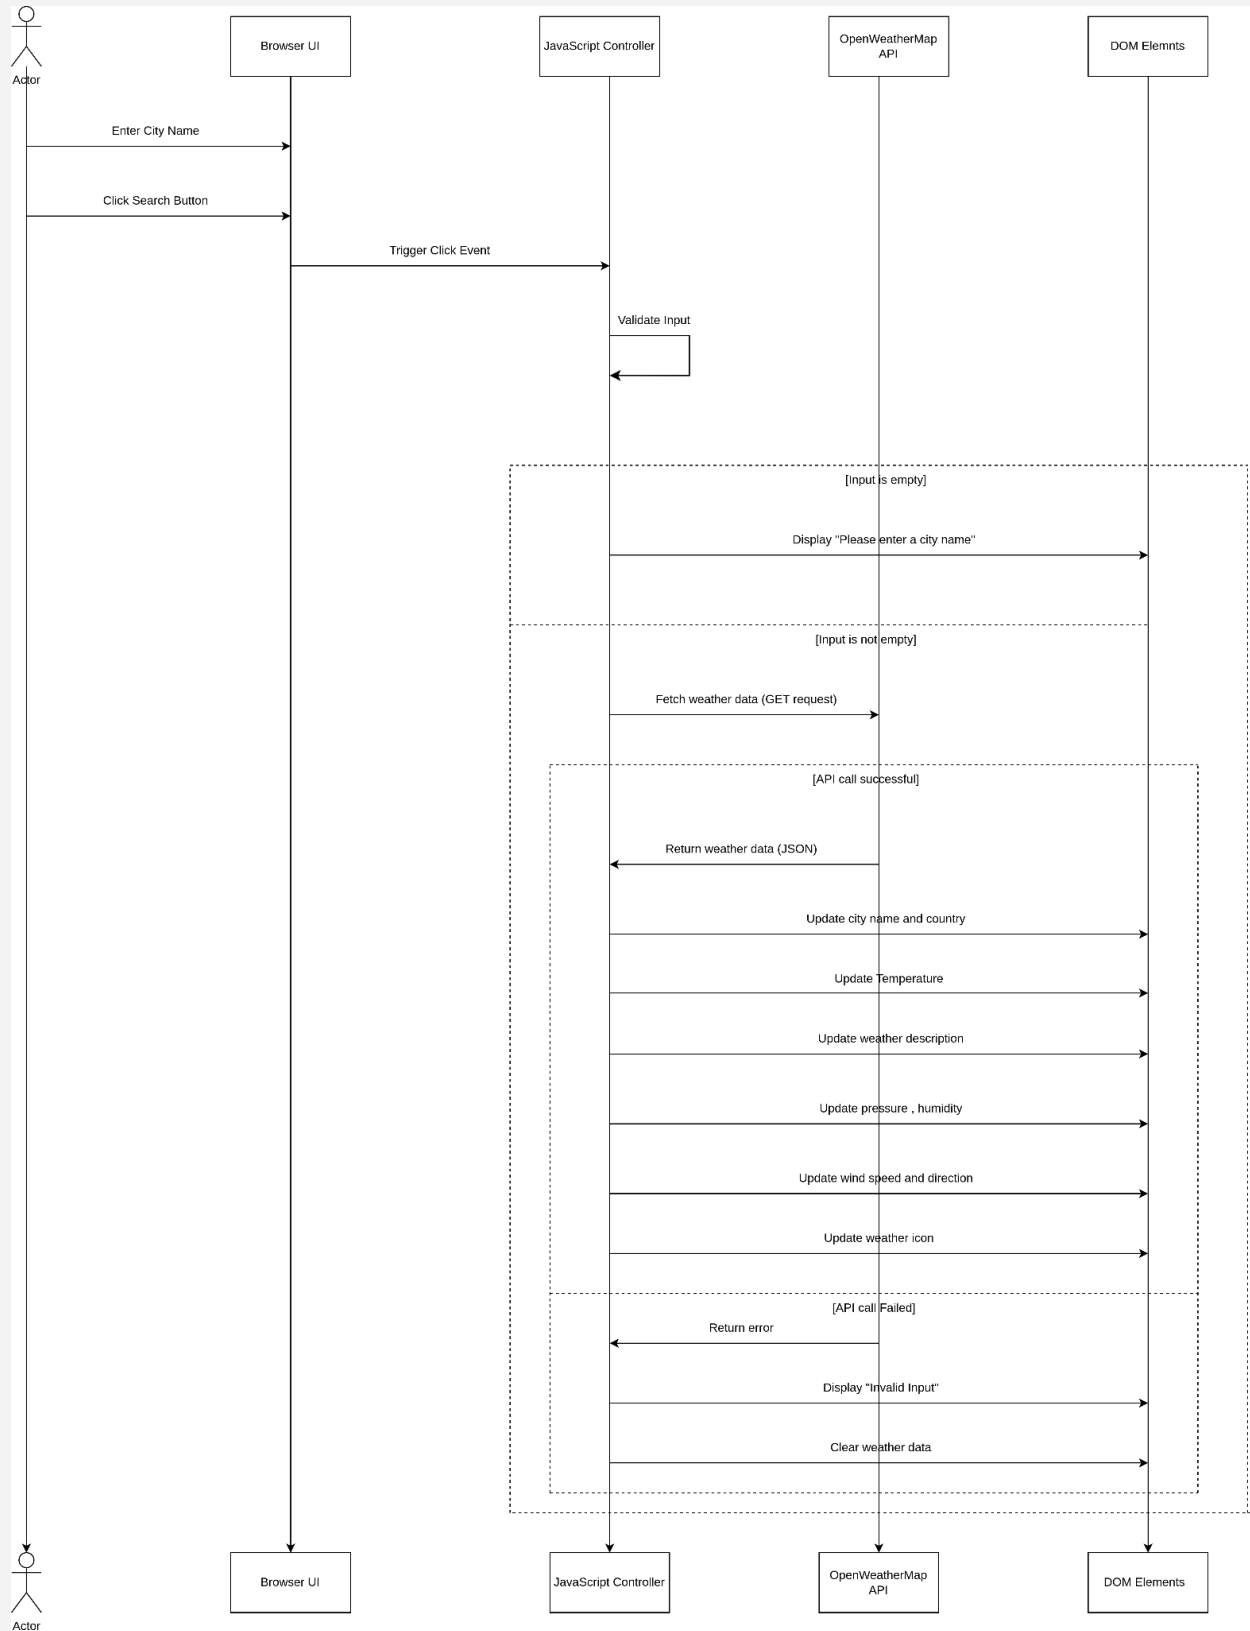 Actor
Browser UI
JavaScript Controller
OpenWeatherMap
API
DOM Elemnts
Enter City Name
Click Search Button
Trigger Click Event
Validate Input
[Input is empty]
Display "Please enter a city name"
[Input is not empty]
Fetch weather data (GET request)
[API call successful]
Return weather data (JSON)
Update city name and country
Update Temperature
Update weather description
Update pressure , humidity
Update wind speed and direction
Update weather icon
[API call Failed]
Return error
Display "Invalid Input"
Clear weather data
Actor
Browser UI
JavaScript Controller
OpenWeatherMap
API
DOM Elements